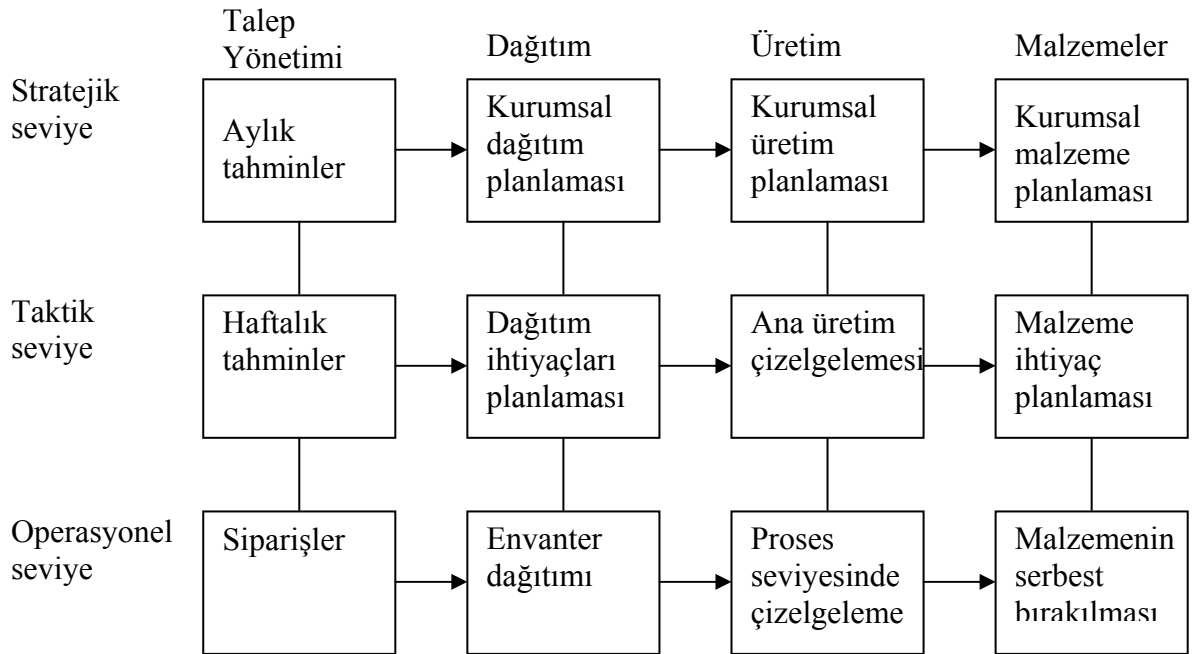 Talep
Yönetimi
Dağıtım
Üretim
Malzemeler
Stratejik
seviye
Aylık
tahminler
Kurumsal
dağıtım
planlaması
Kurumsal
üretim
planlaması
Kurumsal
malzeme
planlaması
Taktik
seviye
Haftalık
tahminler
Dağıtım
ihtiyaçları
planlaması
Ana üretim
çizelgelemesi
Malzeme
ihtiyaç
planlaması
Operasyonel
seviye
Siparişler
Envanter
dağıtımı
Proses
seviyesinde
çizelgeleme
Malzemenin
serbest
bırakılması